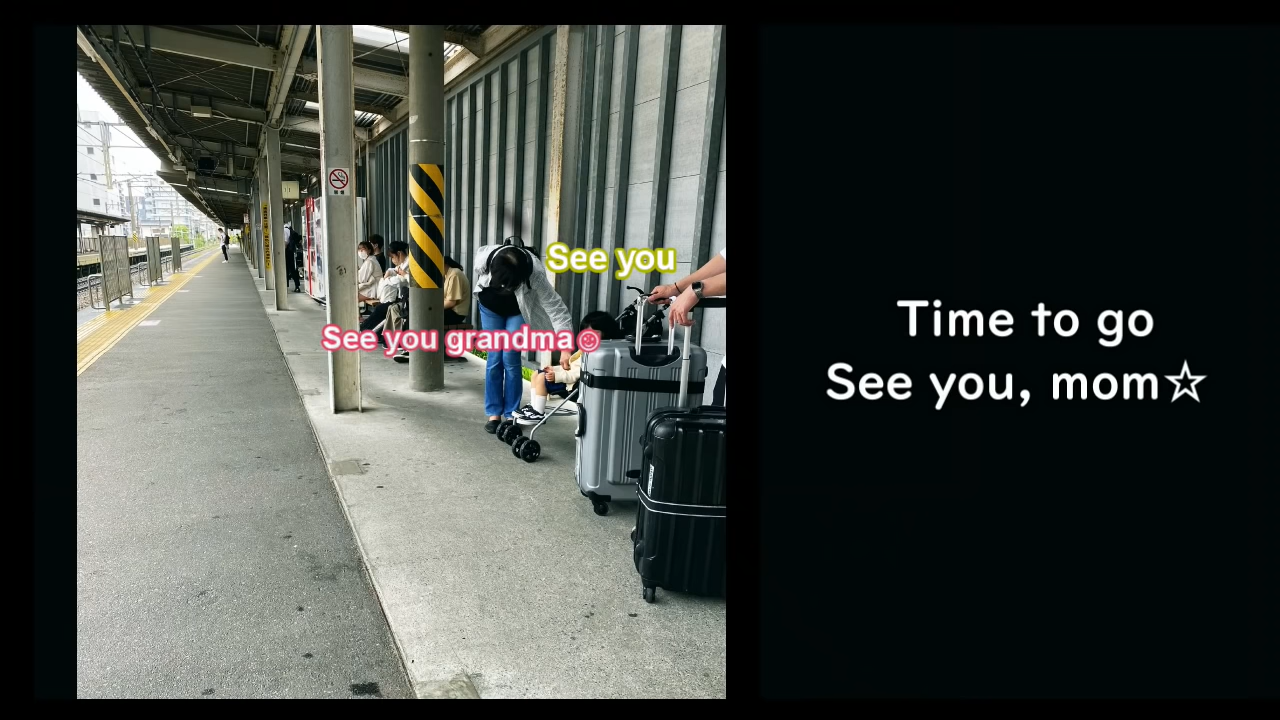 See you
See you grandma☺
Time to go
See you, mom☆